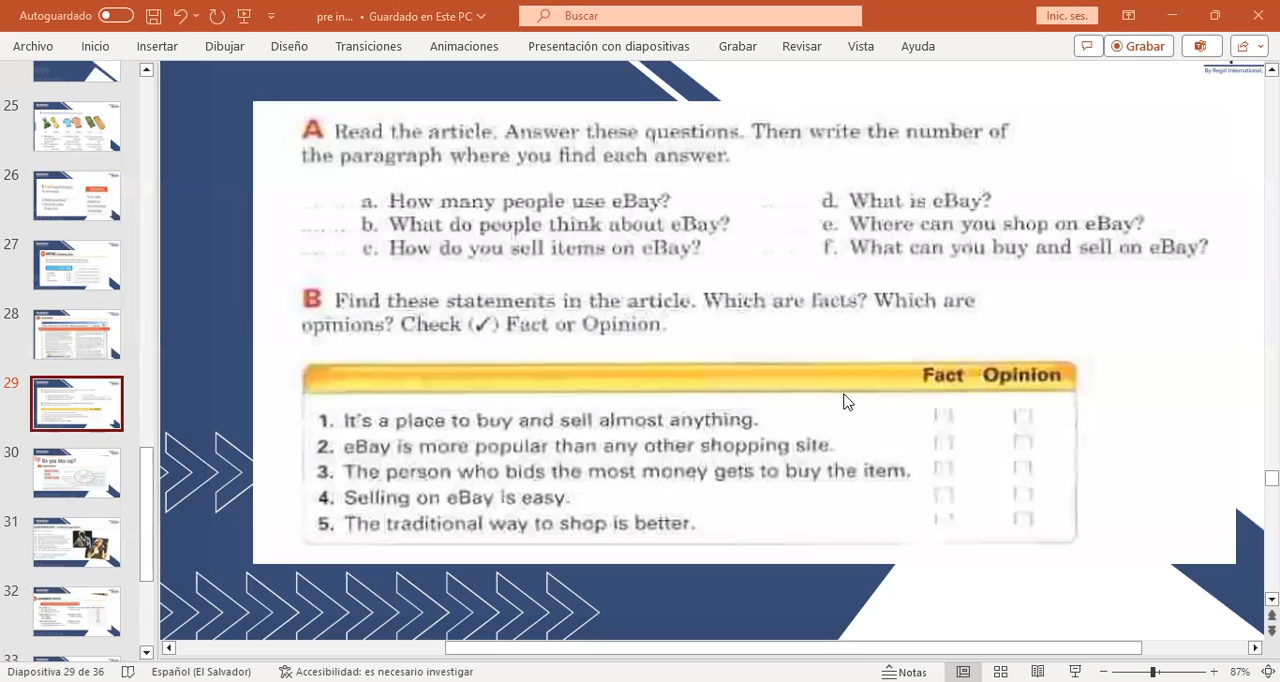 Autoguardado
pre in... • Guardado en Este PC
Buscar
Inic. ses.
Archivo Inicio Insertar Dibujar Diseño Transiciones Animaciones Presentación con diapositivas Grabar Revisar Vista Ayuda
Grabar
25
26
27
28
29
30
31
32
33
By Regal International,
A Read the article. Answer these questions. Then write the number of
the paragraph where you find each answer.
a. How many people use eBay?
b. What do people think about eBay?
c. How do you sell items on eBay?
d. What is eBay?
e. Where can you shop on eBay?
f. What can you buy and sell on eBay?
B Find these statements in the article. Which are facts? Which are
opinions? Check (✓) Fact or Opinion.
Fact Opinion
1. It's a place to buy and sell almost anything.
2. eBay is more popular than any other shopping site.
3. The person who bids the most money gets to buy the item.
4. Selling on eBay is easy.
5. The traditional way to shop is better.
Diapositiva 29 de 36
Español (El Salvador)
Accesibilidad: es necesario investigar
Notas
87%